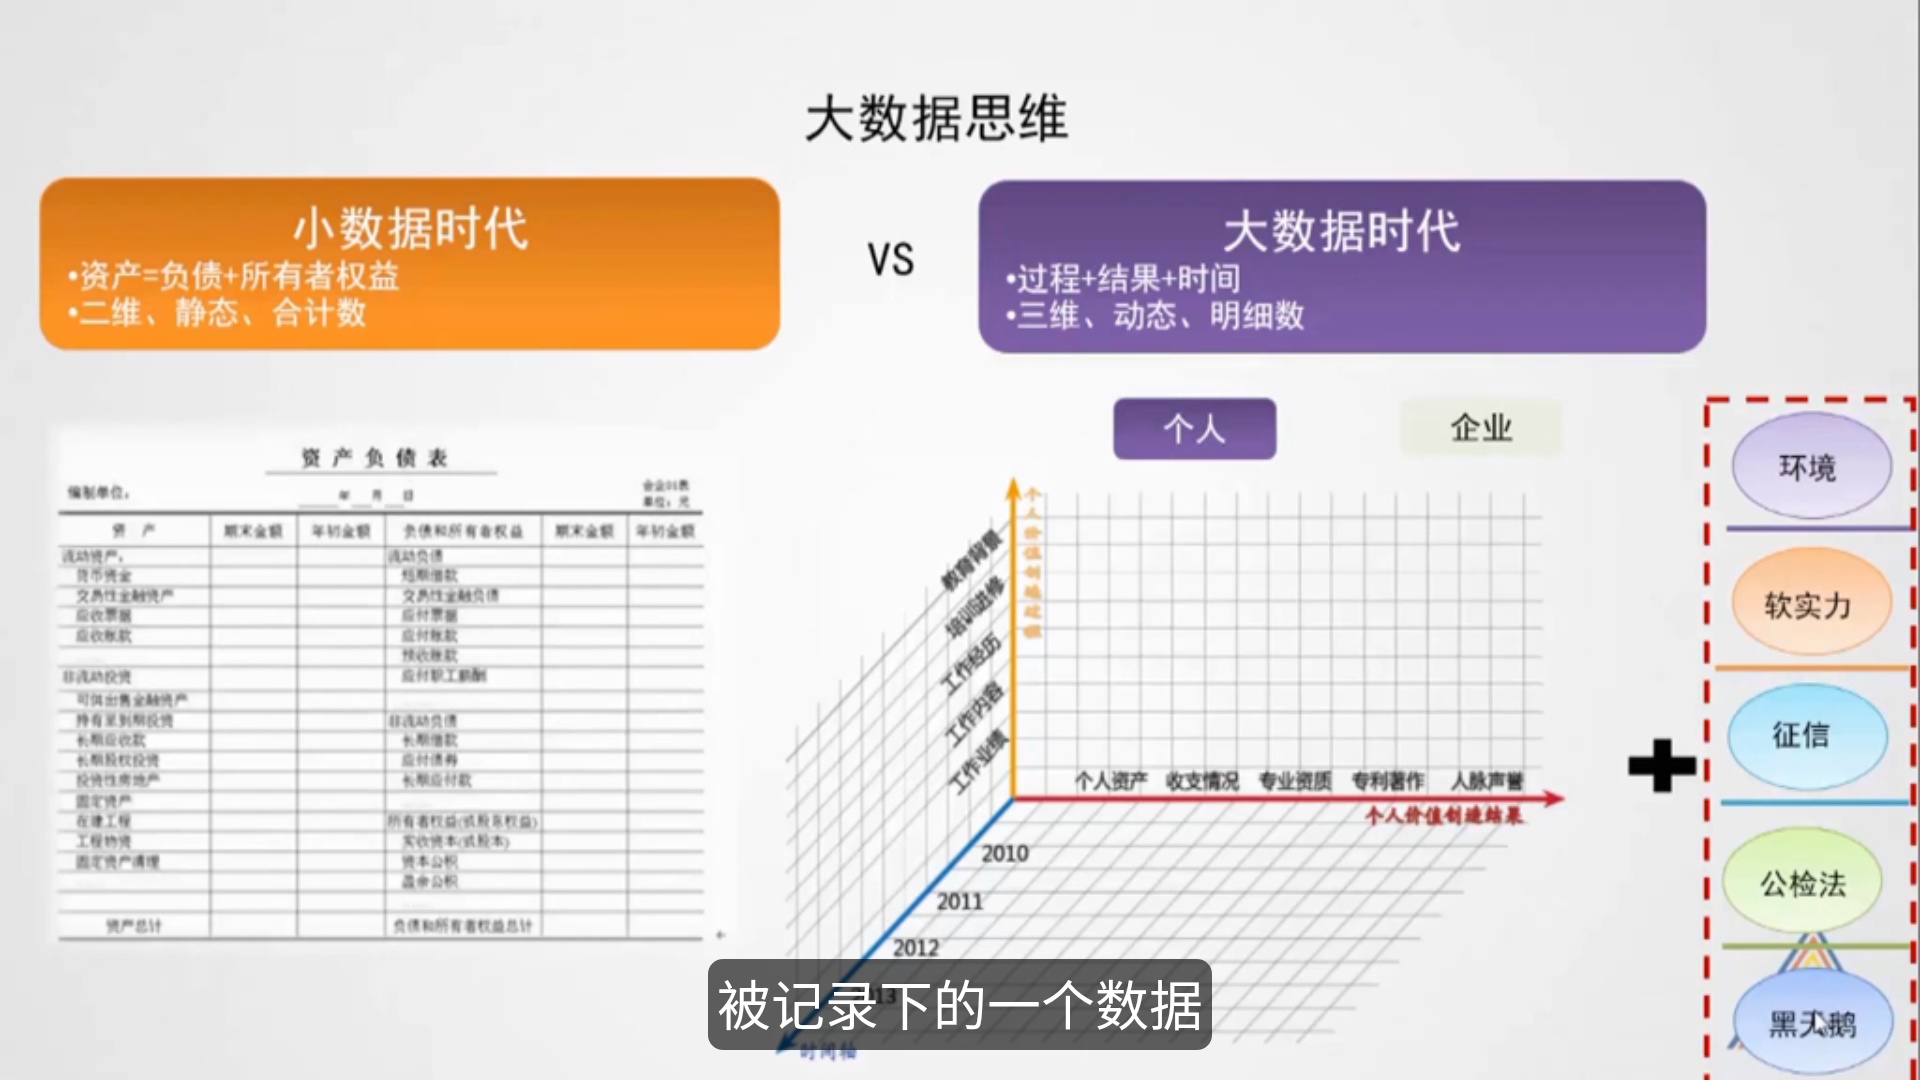 大数据思维
小数据时代
•资产=负债+所有者权益
•二维、静态、合计数
VS
大数据时代
•过程+结果+时间
•三维、动态、明细数
个人
企业
资产负债表
编制单位：
年 月 日
会企01表
单位：元
资 产 期末金额 年初金额 负债和所有者权益 期末金额 年初金额
流动资产： 流动负债
货币资金 短期借款
交易性金融资产 交易性金融负债
应收票据 应付票据
应收账款 应付账款
预收账款
非流动投资 应付职工薪酬
可供出售金融资产
持有至到期投资 非流动负债
长期应收款 长期借款
长期股权投资 应付债券
投资性房地产 长期应付款
固定资产
在建工程 所有者权益(或股东权益)
工程物资 实收资本(或股本)
固定资产清理 资本公积
盈余公积
资产总计 负债和所有者权益总计
个人价值创造过程
教育背景
培训进修
工作经历
工作内容
工作业绩
个人资产 收支情况 专业资质 专利著作 人脉声誉
个人价值创造结果
2010
2011
2012
2013
时间轴
环境
软实力
征信
公检法
黑天鹅
被记录下的一个数据